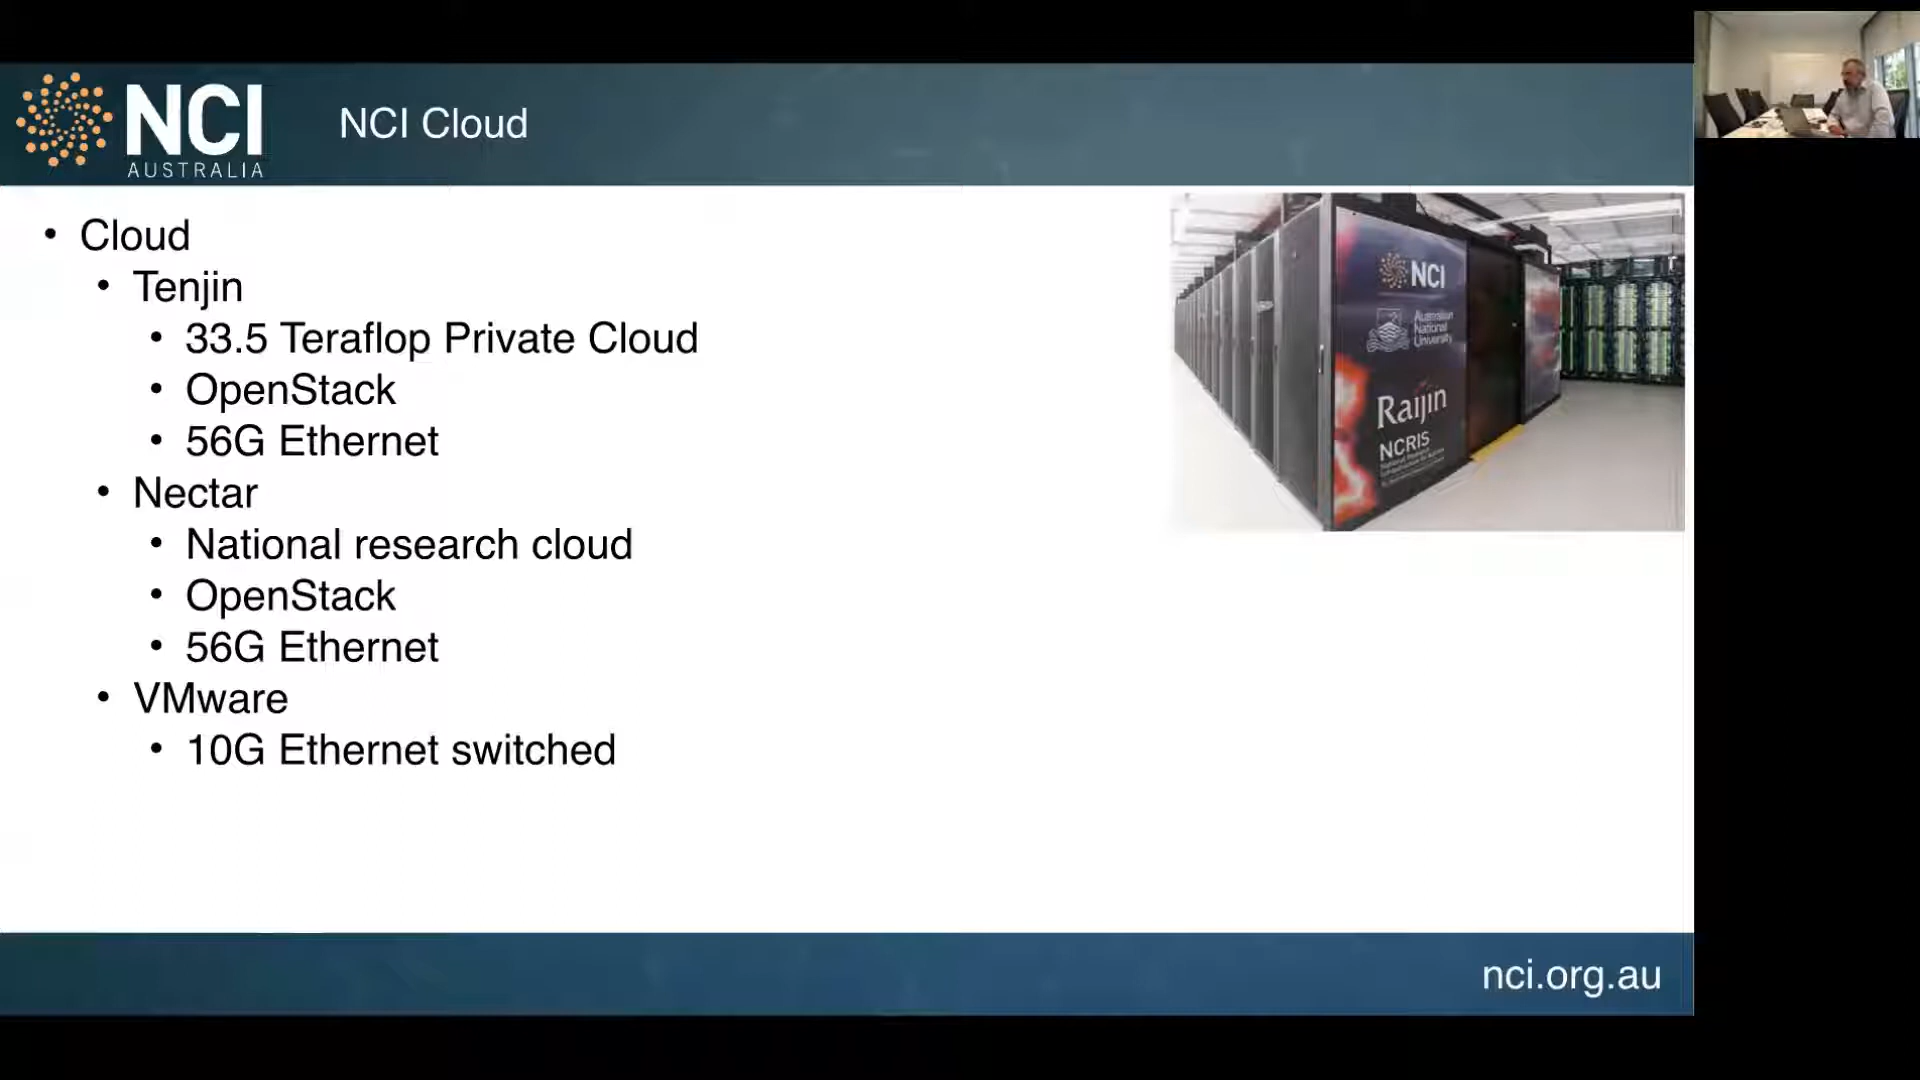 NCI
AUSTRALIA
NCI Cloud
• Cloud
• Tenjin
• 33.5 Teraflop Private Cloud
• OpenStack
• 56G Ethernet
• Nectar
• National research cloud
• OpenStack
• 56G Ethernet
• VMware
• 10G Ethernet switched
NCI
Australian
National
University
Raijin
NCRIS
nci.org.au